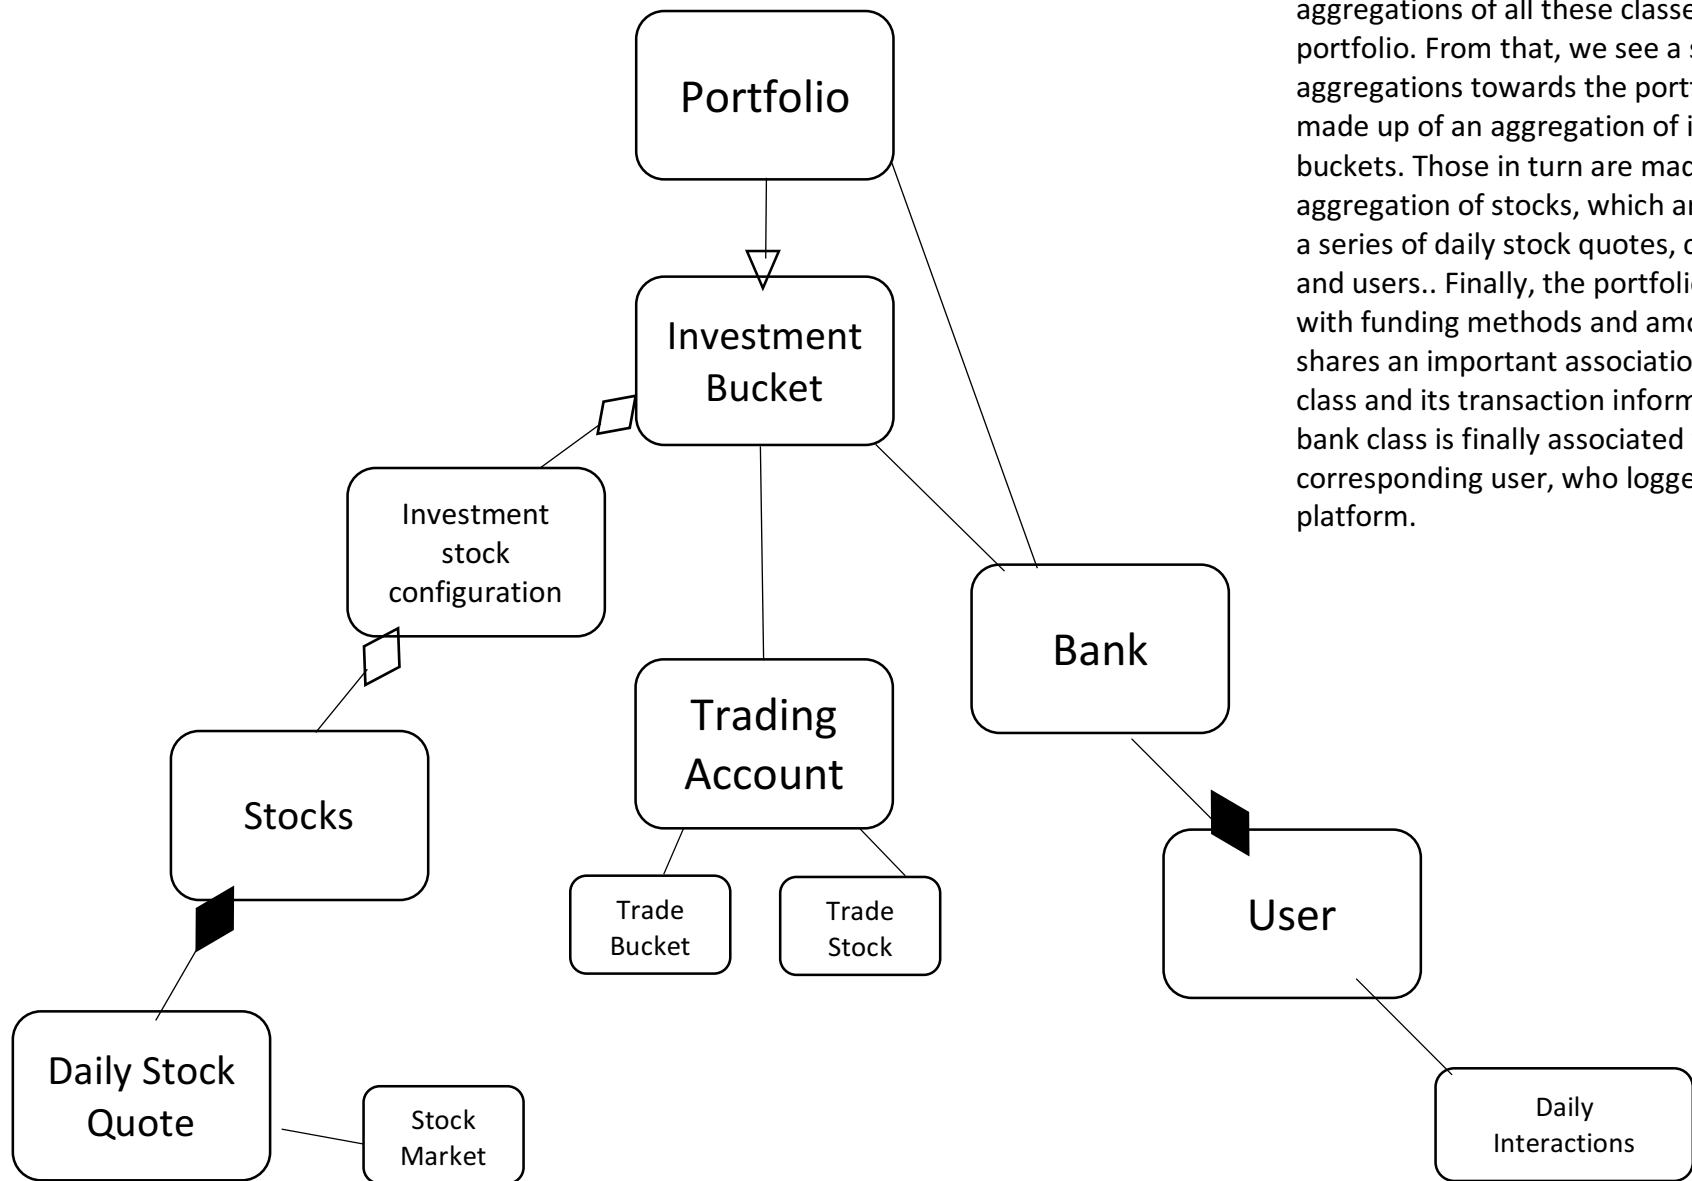 aggregations of all these classe
portfolio. From that, we see a s
aggregations towards the port
made up of an aggregation of i
buckets. Those in turn are mad
aggregation of stocks, which ar
a series of daily stock quotes, c
and users.. Finally, the portfoli
with funding methods and amo
shares an important associatio
class and its transaction inform
bank class is finally associated
corresponding user, who logge
platform.
Portfolio
Investment
Bucket
Investment
stock
configuration
Bank
Trading
Account
Stocks
Trade
Bucket
Trade
Stock
User
Daily Stock
Quote
Stock
Market
Daily
Interactions